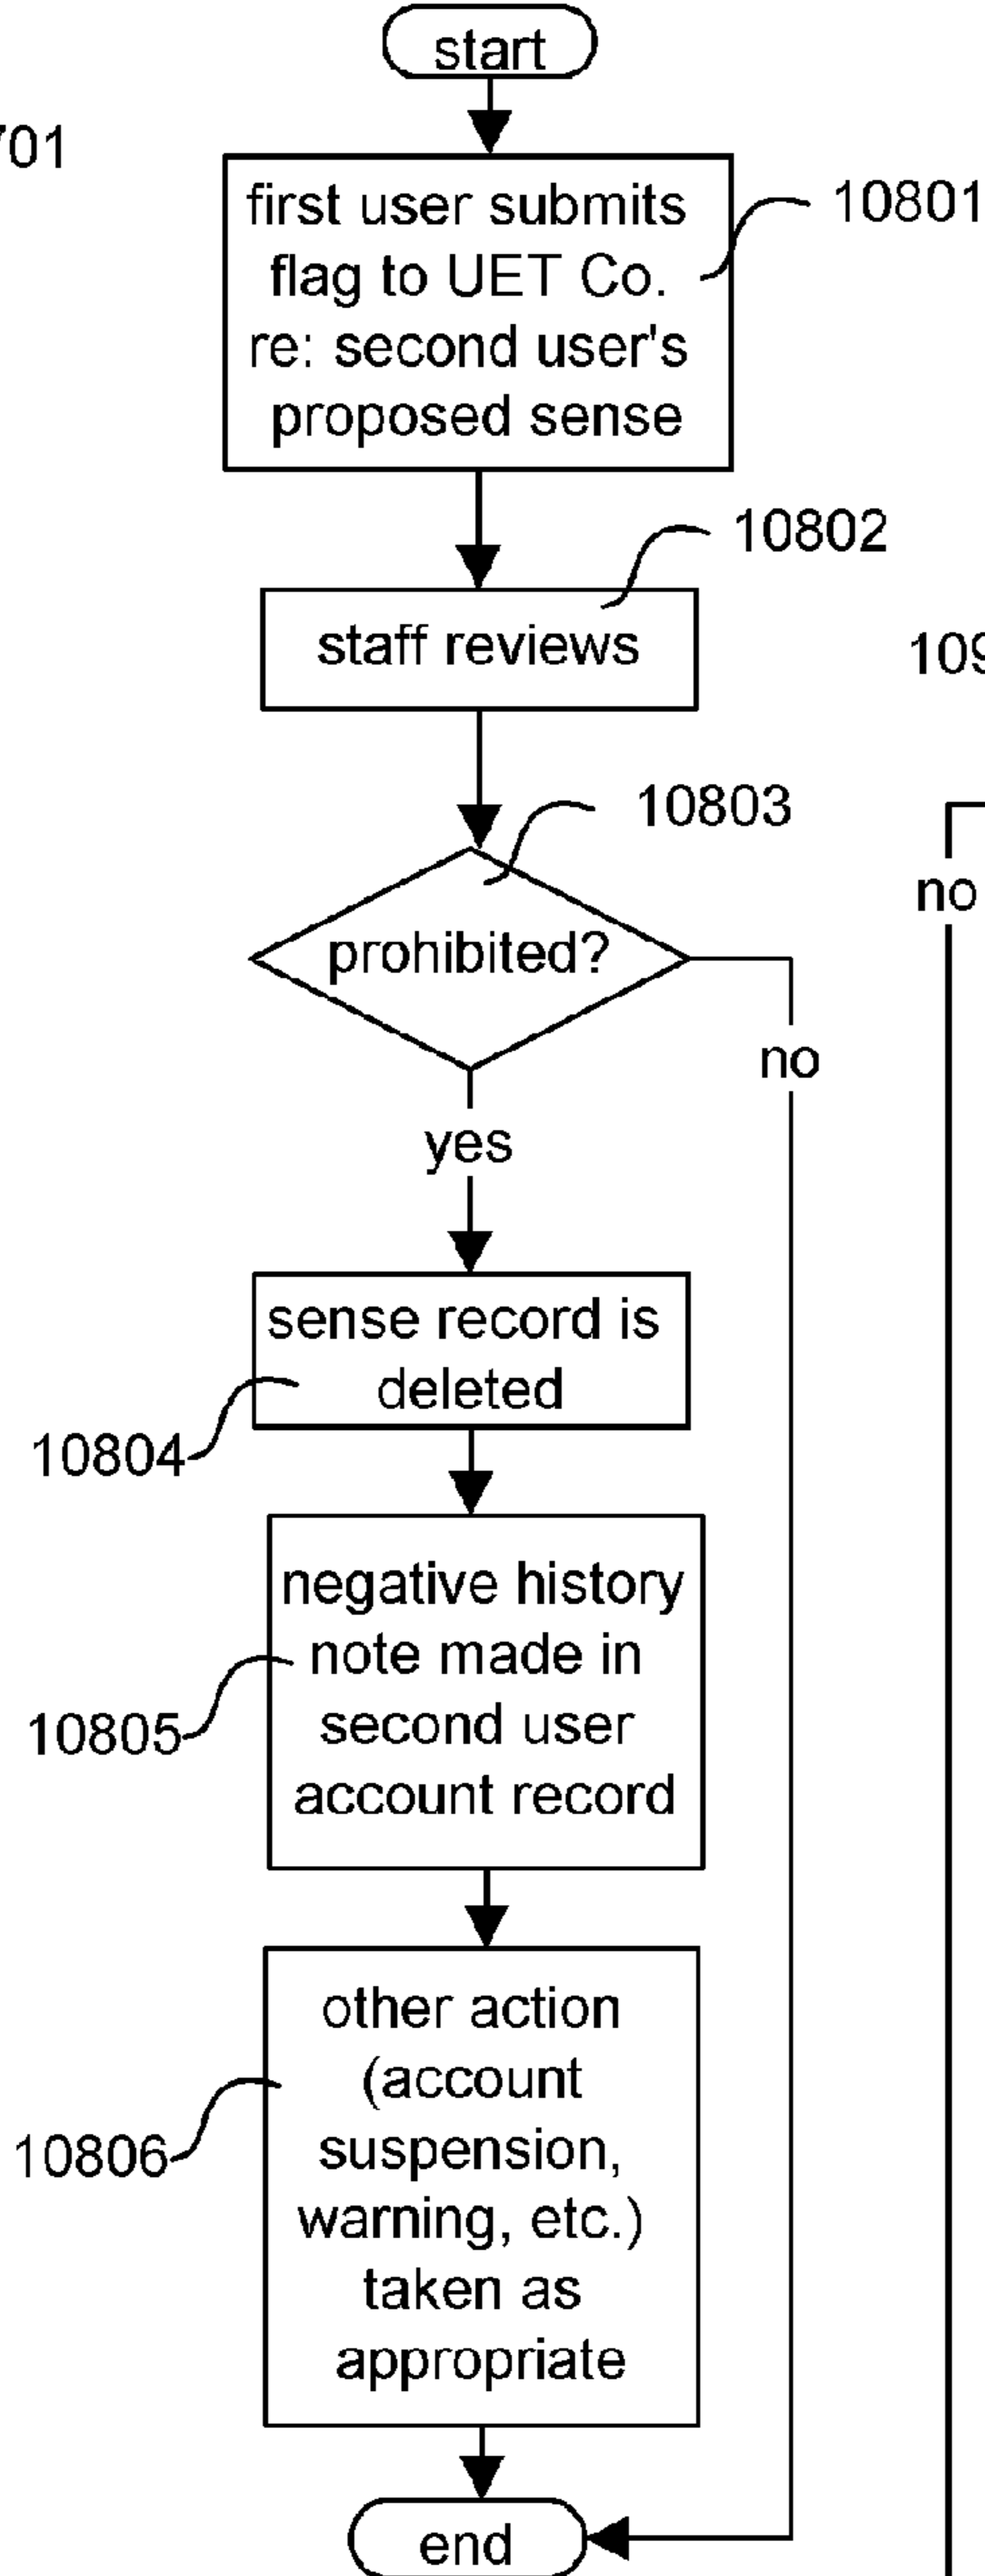 start
701
first user submits
flag to UET Co.
re: second user's
proposed sense
10801
10802
staff reviews
109
10803
no
prohibited?
no
yes
sense record is
deleted
10804
negative history
note made in
second user
account record
10805
other action
(account
suspension,
warning, etc.)
taken as
appropriate
10806
end